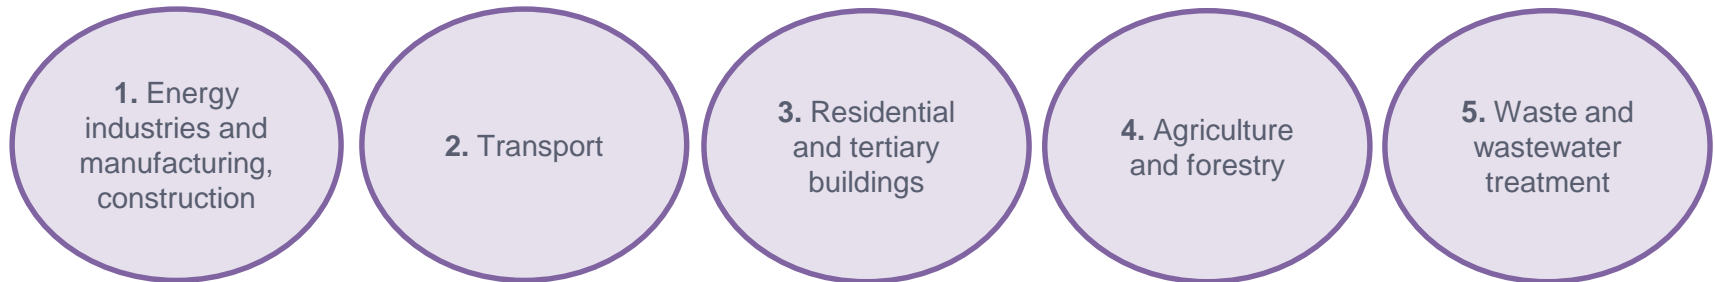 1. Energy
industries and
manufacturing,
construction
2. Transport
3. Residential
and tertiary
buildings
4. Agriculture
and forestry
5. Waste and
wastewater
treatment